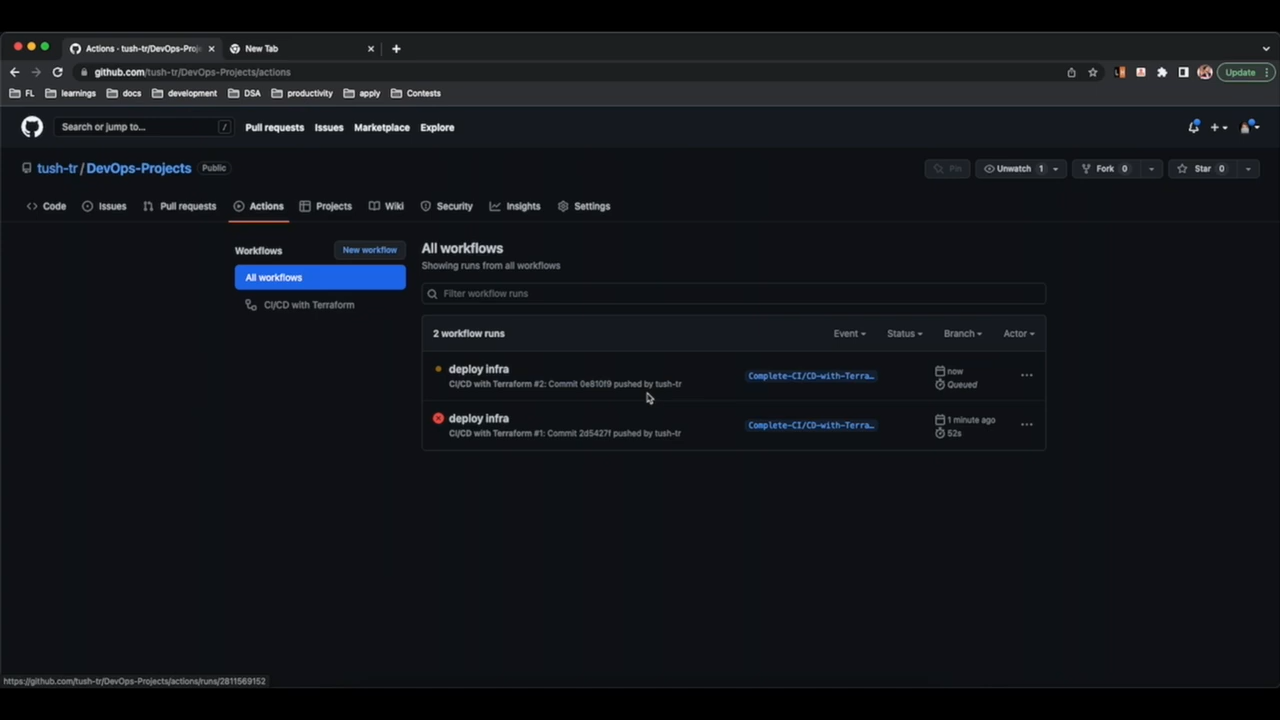 Actions · tush-tr/DevOps-Proj
New Tab
github.com/tush-tr/DevOps-Projects/actions
Update
FL
learnings
docs
development
DSA
productivity
apply
Contests
Search or jump to...
/
Pull requests
Issues
Marketplace
Explore
tush-tr / DevOps-Projects
Public
Pin
Unwatch 1
Fork 0
Star 0
Code
Issues
Pull requests
Actions
Projects
Wiki
Security
Insights
Settings
Workflows
New workflow
All workflows
CI/CD with Terraform
All workflows
Showing runs from all workflows
Filter workflow runs
2 workflow runs
Event
Status
Branch
Actor
deploy infra
CI/CD with Terraform #2: Commit 0e810f9 pushed by tush-tr
Complete-CI/CD-with-Terra…
now
Queued
deploy infra
CI/CD with Terraform #1: Commit 2d5427f pushed by tush-tr
Complete-CI/CD-with-Terra…
1 minute ago
52s
https://github.com/tush-tr/DevOps-Projects/actions/runs/2811569152